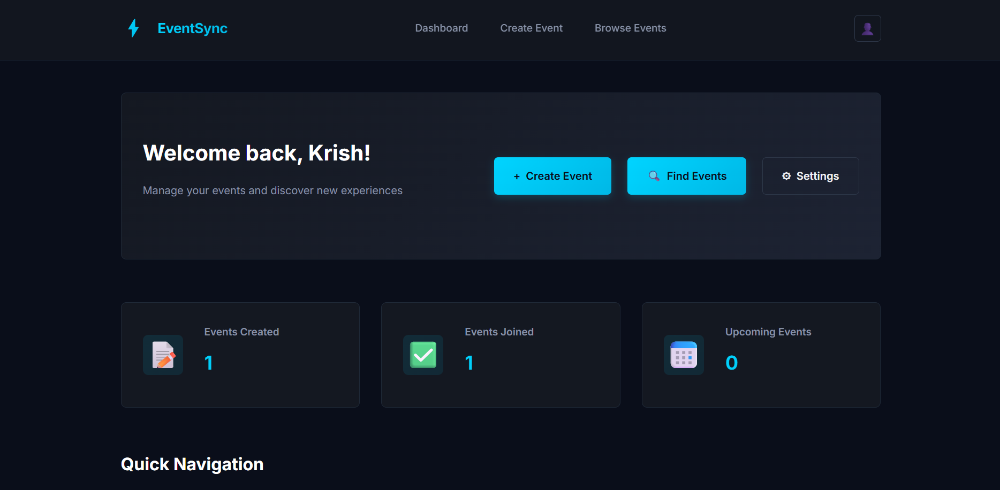 EventSync
Dashboard
Create Event
Browse Events
Welcome back, Krish!
Manage your events and discover new experiences
+ Create Event
Find Events
Settings
Events Created
1
Events Joined
1
Upcoming Events
0
Quick Navigation